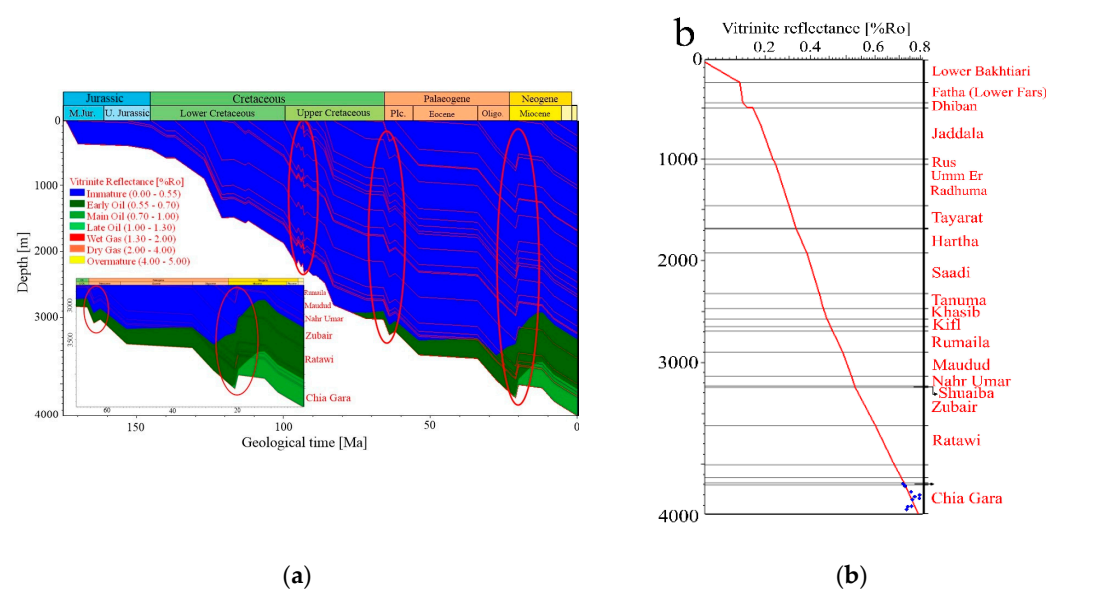 Jurassic Cretaceous Palaeogene Neogene
M.Jur. U. Jurassic Lower Cretaceous Upper Cretaceous Plc. Eocene Oligo. Miocene
0
1000
2000
3000
4000
Depth [m]
Vitrinite Reflectance [%Ro]
Immature (0.00 - 0.55)
Early Oil (0.55 - 0.70)
Main Oil (0.70 - 1.00)
Late Oil (1.00 - 1.30)
Wet Gas (1.30 - 2.00)
Dry Gas (2.00 - 4.00)
Overmature (4.00 - 5.00)
3000
3500
Rumaila
Maudud
Nahr Umar
Zubair
Ratawi
Chia Gara
60 40 20
150 100 50 0
Geological time [Ma]
(a)
b
Vitrinite reflectance [%Ro]
0.2 0.4 0.6 0.8
0
1000
2000
3000
4000
Lower Bakhtiari
Fatha (Lower Fars)
Dhiban
Jaddala
Rus
Umm Er
Radhuma
Tayarat
Hartha
Saadi
Tanuma
Khasib
Kifl
Rumaila
Maudud
Nahr Umar
Shuaiba
Zubair
Ratawi
Chia Gara
(b)